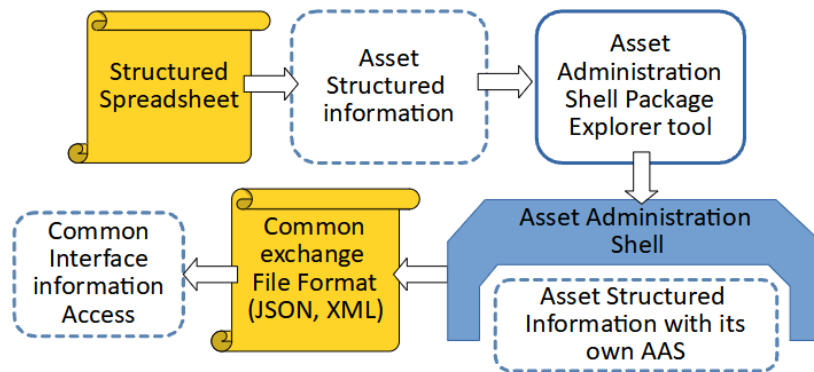 Structured
Spreadsheet
Asset
Structured
information
Asset
Administration
Shell Package
Explorer tool
Asset Administration
Shell
Asset Structured
Information with its
own AAS
Common
exchange
File Format
(JSON, XML)
Common
Interface
information
Access